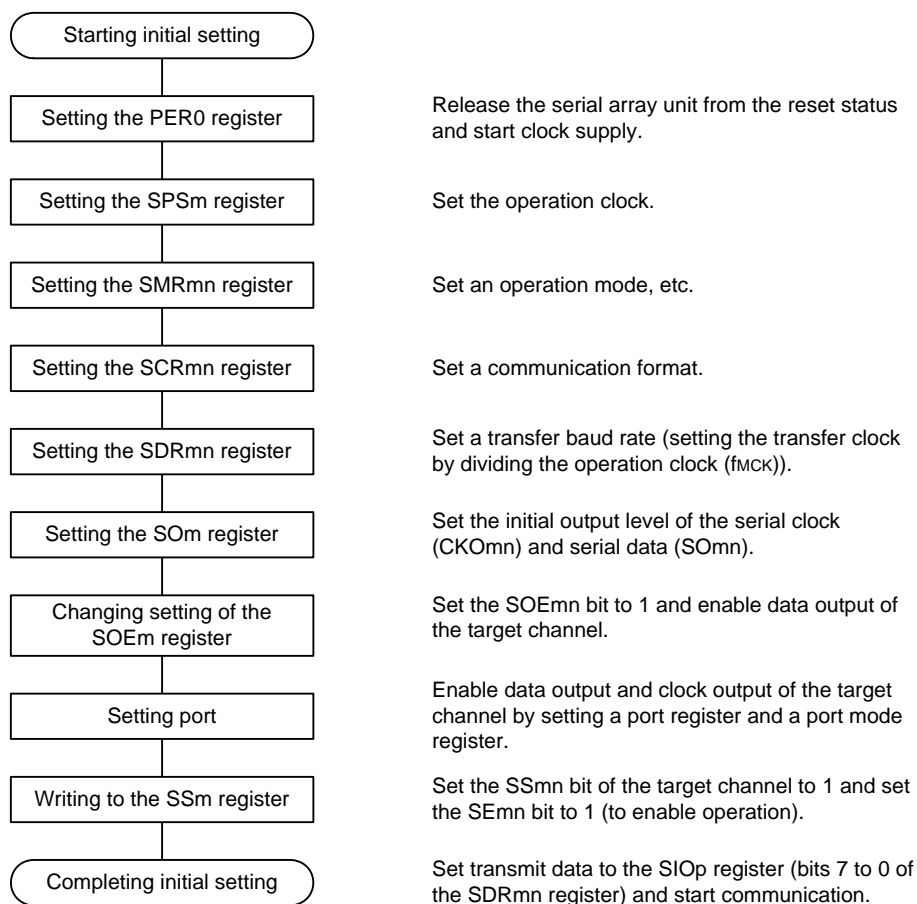 Starting initial setting
Setting the PER0 register
Release the serial array unit from the reset status
and start clock supply.
Setting the SPSm register
Set the operation clock.
Setting the SMRmn register
Set an operation mode, etc.
Setting the SCRmn register
Set a communication format.
Setting the SDRmn register
Set a transfer baud rate (setting the transfer clock
by dividing the operation clock (fMCK)).
Setting the SOm register
Set the initial output level of the serial clock
(CKOmn) and serial data (SOmn).
Changing setting of the
SOEm register
Set the SOEmn bit to 1 and enable data output of
the target channel.
Setting port
Enable data output and clock output of the target
channel by setting a port register and a port mode
register.
Writing to the SSm register
Set the SSmn bit of the target channel to 1 and set
the SEmn bit to 1 (to enable operation).
Completing initial setting
Set transmit data to the SIOp register (bits 7 to 0 of
the SDRmn register) and start communication.